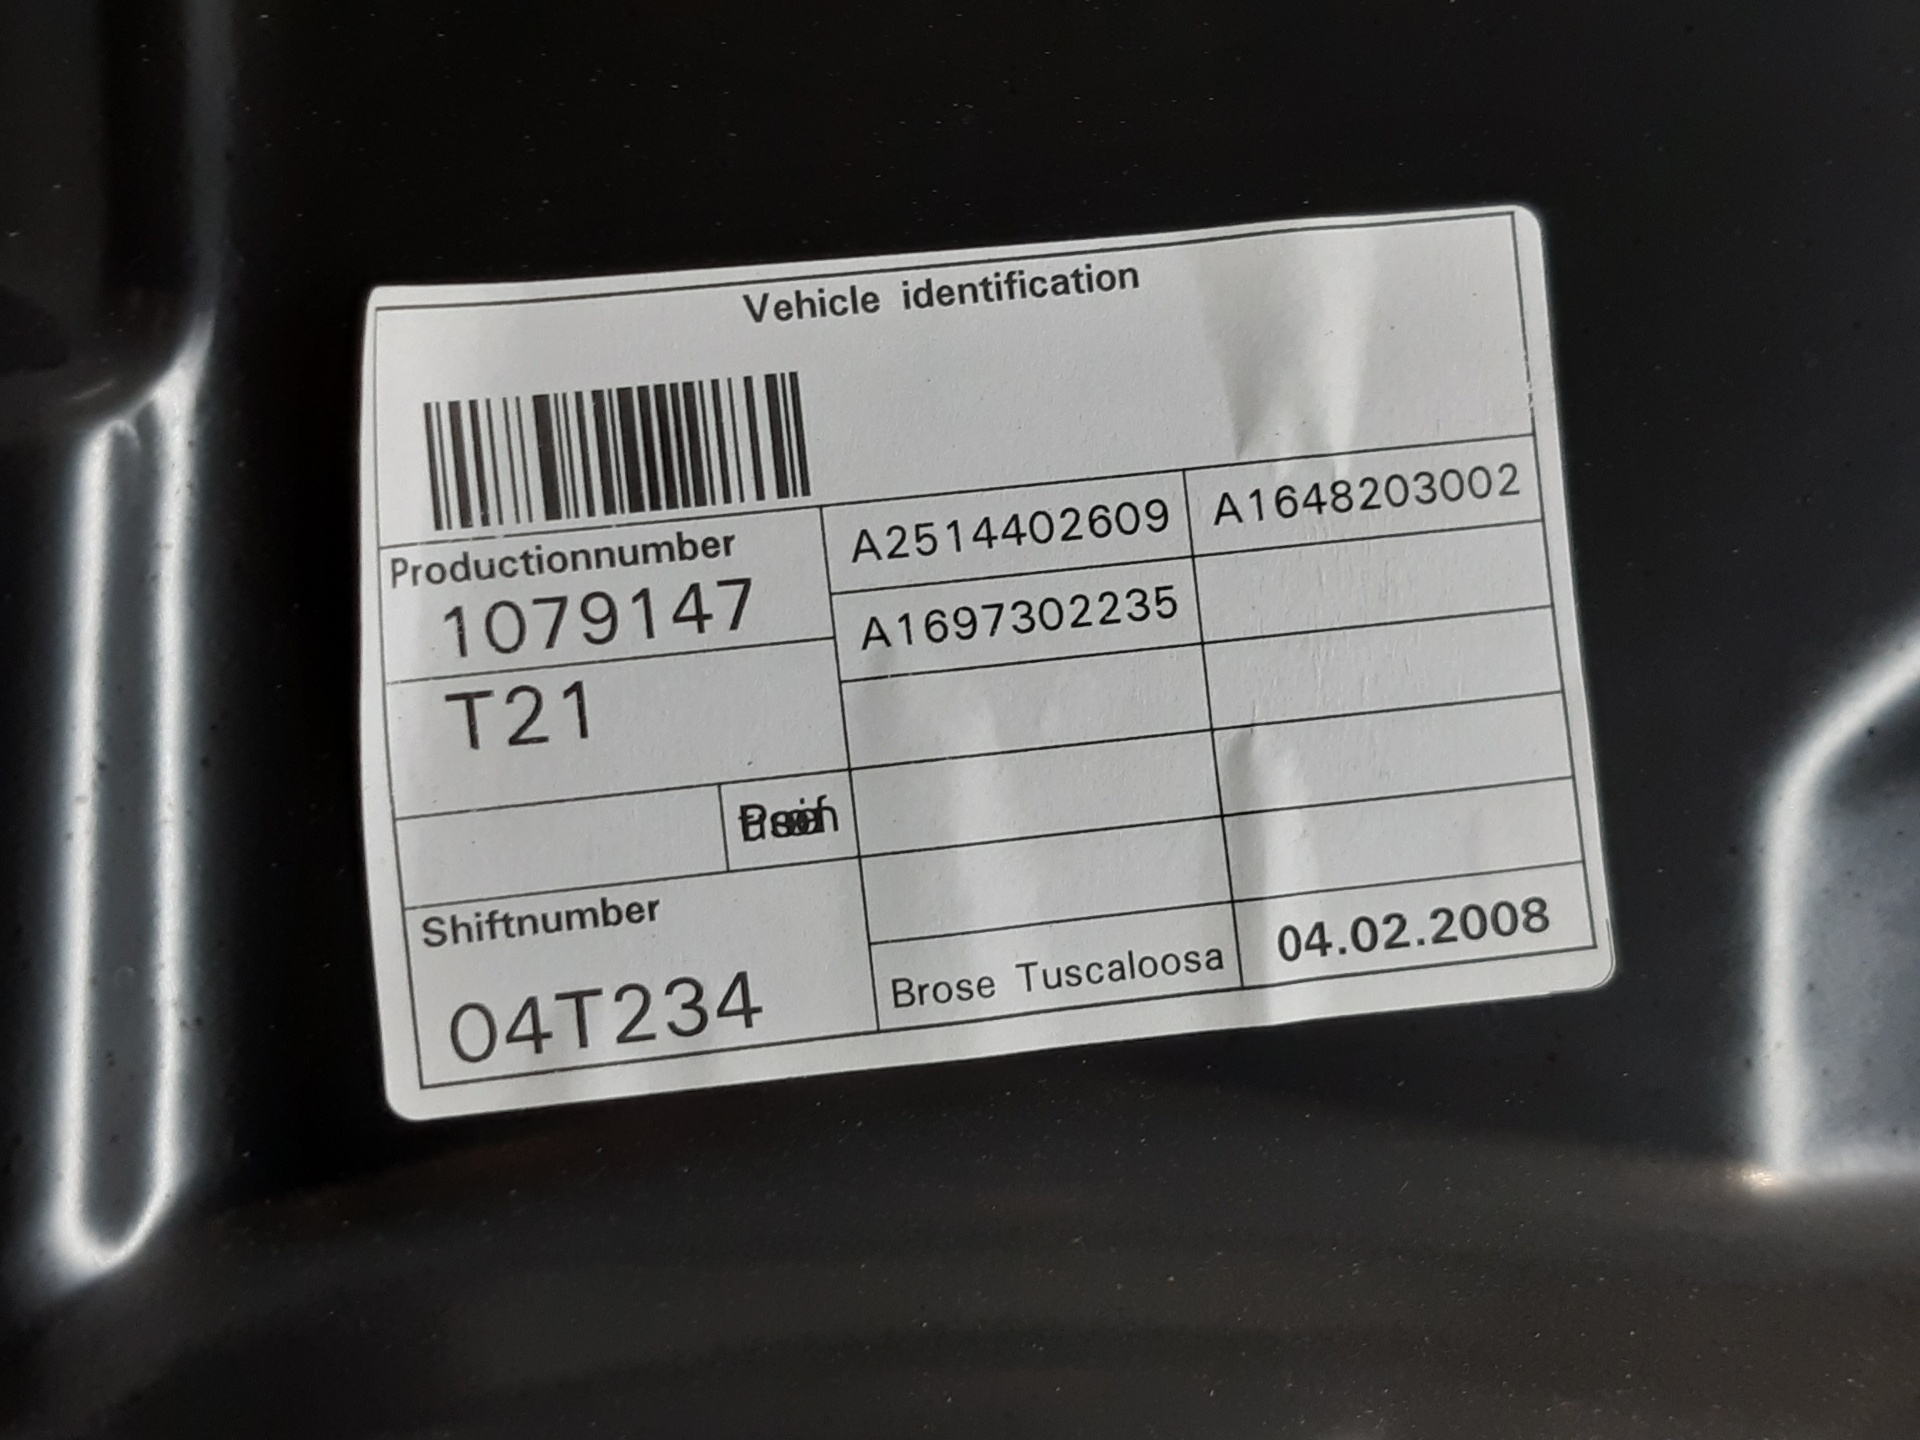 Vehicle identification
Productionnumber
1079147
A2514402609
A1648203002
A1697302235
T21
Shiftnumber
04T234
Brose Tuscaloosa
04.02.2008